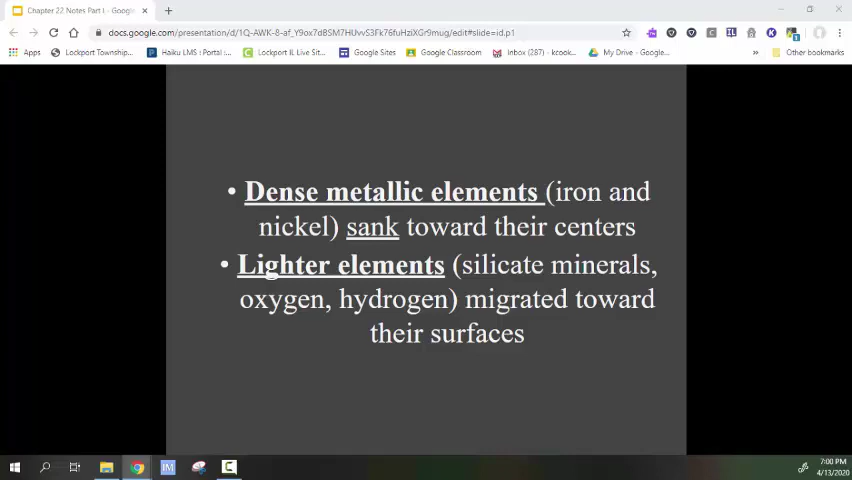 Chapter 22 Notes Part I. - Goog
docs.google.com/presentation/d/1Q-AWK-8-af_Y9ox7dBSM7HUvvS3Fk76fuHziXGr9mug/edit#slide=id.p1
Apps Lockport Township... Haiku LMS : Portal :... Lockport IL Live Sit... Google Sites Google Classroom Inbox (287) - kcook... My Drive - Google... » Other bookmarks
• Dense metallic elements (iron and
nickel) sank toward their centers
• Lighter elements (silicate minerals,
oxygen, hydrogen) migrated toward
their surfaces
7:00 PM
4/13/2020